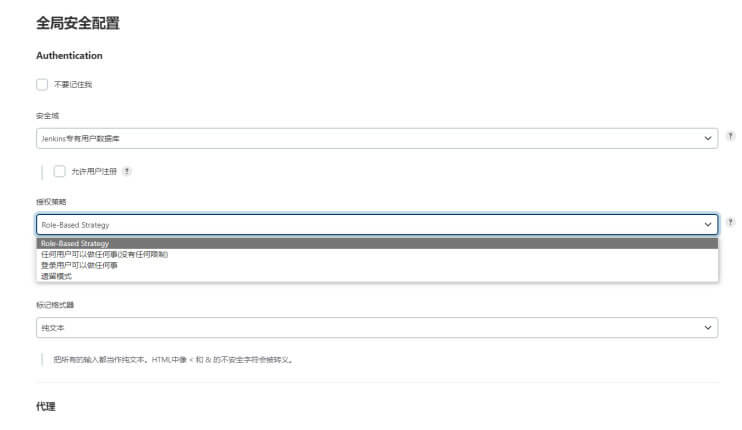 全局安全配置
Authentication
不要记住我
安全域
Jenkins专有用户数据库
?
允许用户注册 ?
授权策略
Role-Based Strategy
?
Role-Based Strategy
任何用户可以做任何事(没有任何限制)
登录用户可以做任何事
遗留模式
标记格式器
纯文本
把所有的输入都当作纯文本。HTML中像 < 和 & 的不安全字符会被转义。
代理